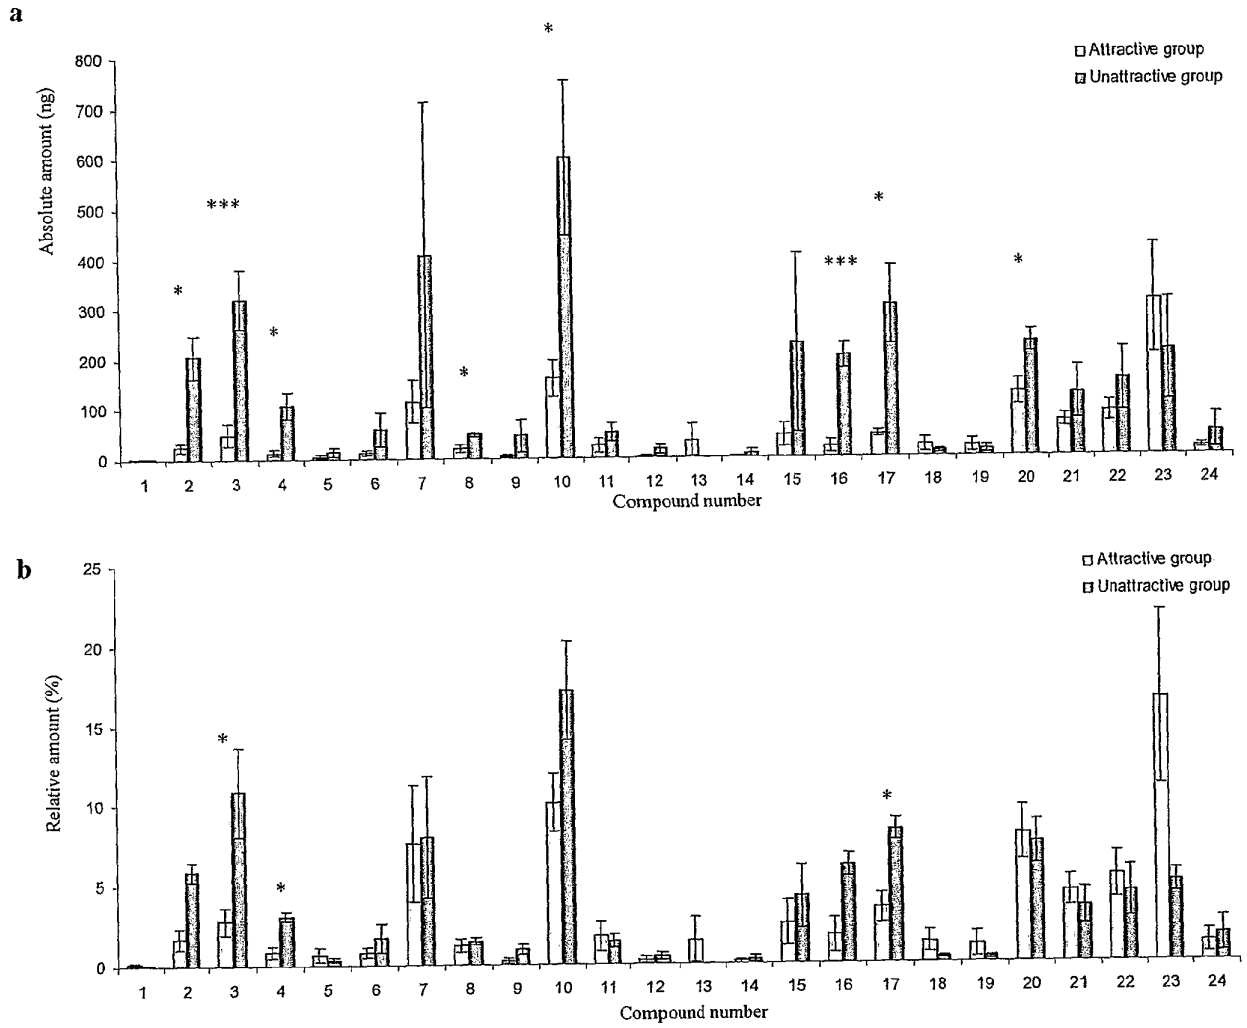 a
*
Attractive group
Unattractive group
800
700
600
500
400
300
200
100
0
Absolute amount (ng)
*
***
*
*
***
*
*
1 2 3 4 5 6 7 8 9 10 11 12 13 14 15 16 17 18 19 20 21 22 23 24
Compound number
b
Attractive group
Unattractive group
25
20
15
10
5
0
Relative amount (%)
*
*
*
1 2 3 4 5 6 7 8 9 10 11 12 13 14 15 16 17 18 19 20 21 22 23 24
Compound number